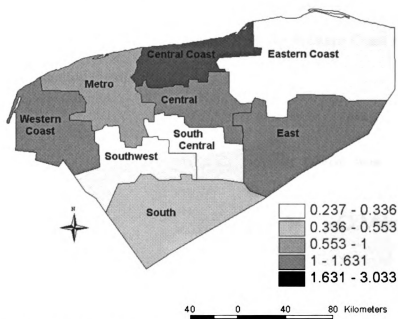 Central Coast
Eastern Coast
Metro
Central
Western
Coast
South
Central
East
Southwest
South
N
0.237 - 0.336
0.336 - 0.553
0.553 - 1
1 - 1.631
1.631 - 3.033
40 0 40 80 Kilometers